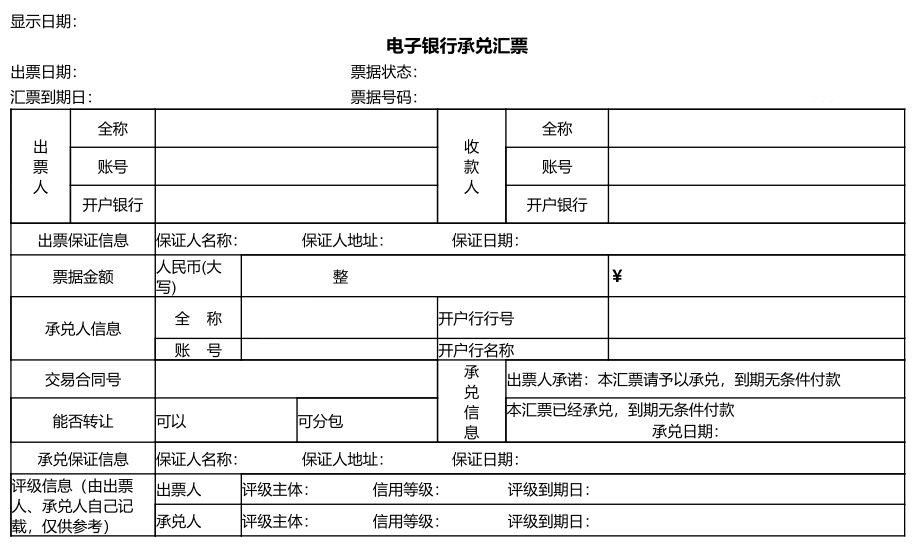 显示日期：
电子银行承兑汇票
出票日期： 票据状态：
汇票到期日： 票据号码：
出票人 全称 收款人 全称
账号 账号
开户银行 开户银行
出票保证信息 保证人名称： 保证人地址： 保证日期：
票据金额 人民币(大写) 整 ¥
承兑人信息 全 称 开户行行号
账 号 开户行名称
交易合同号 承兑信息 出票人承诺：本汇票请予以承兑，到期无条件付款
能否转让 可以 可分包 本汇票已经承兑，到期无条件付款
承兑日期：
承兑保证信息 保证人名称： 保证人地址： 保证日期：
评级信息（由出票人、承兑人自己记载，仅供参考） 出票人 评级主体： 信用等级： 评级到期日：
承兑人 评级主体： 信用等级： 评级到期日：